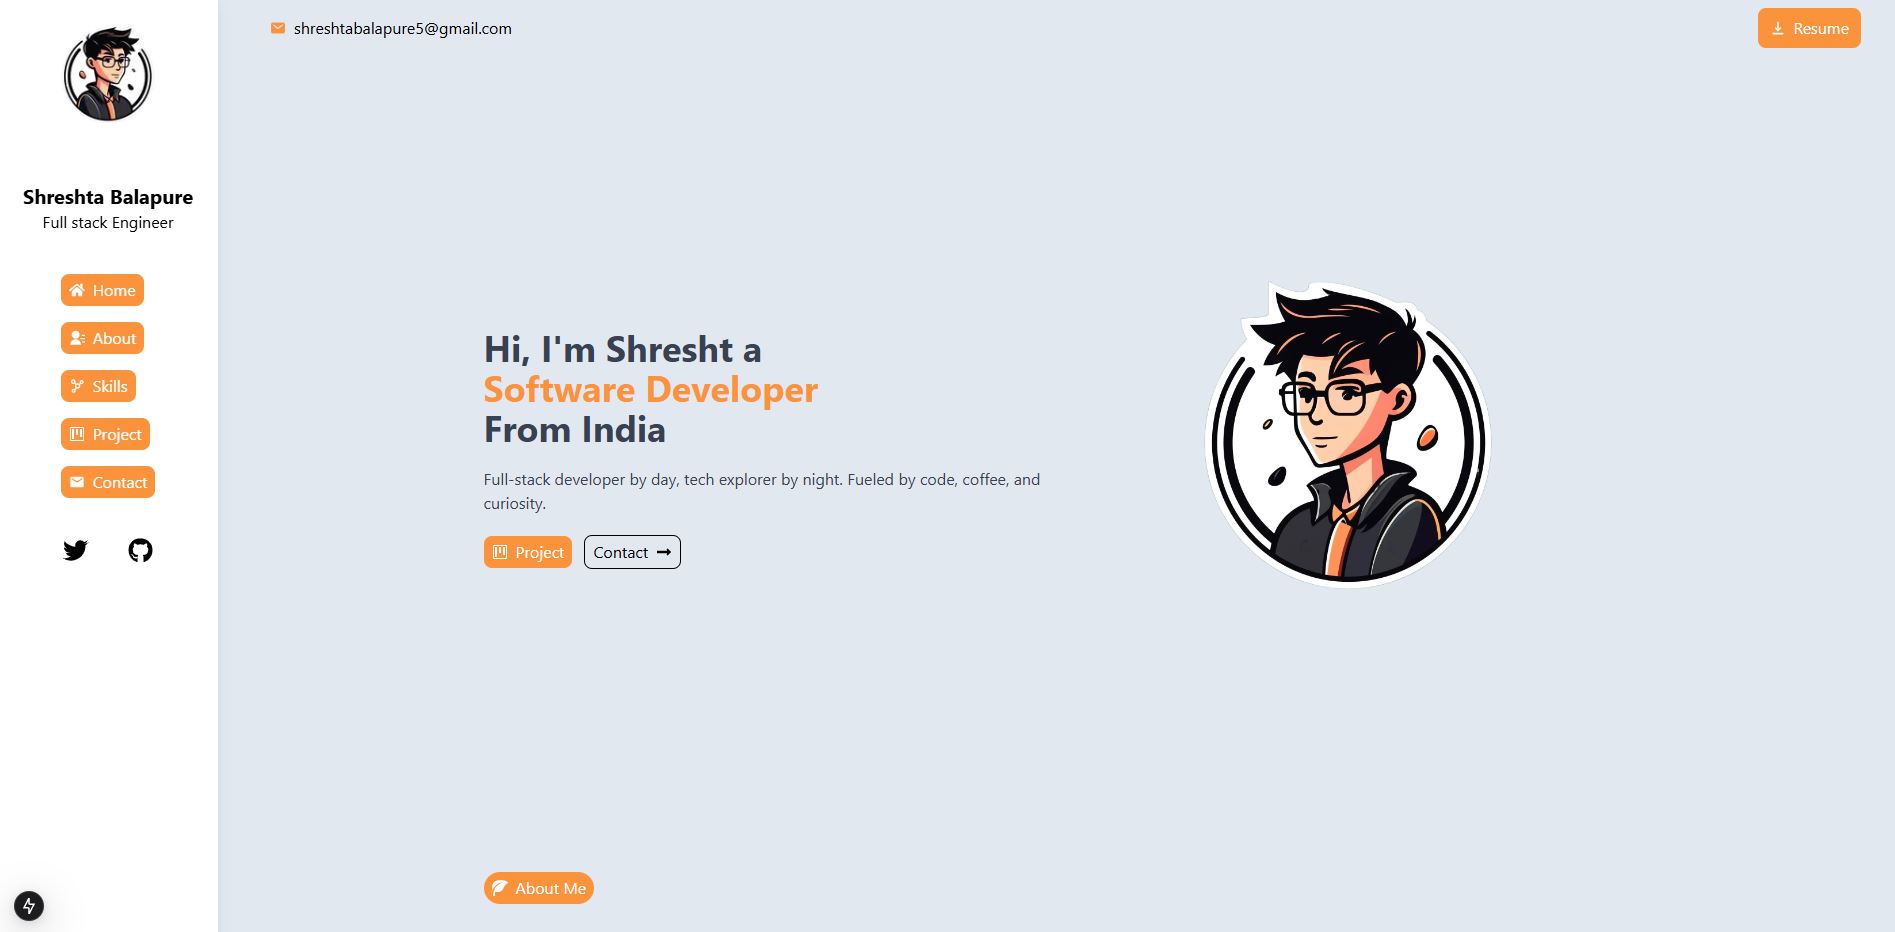 Shreshta Balapure
Full stack Engineer
Home
About
Skills
Project
Contact
shreshtabalapure5@gmail.com
Resume
Hi, I'm Shresht a
Software Developer
From India
Full-stack developer by day, tech explorer by night. Fueled by code, coffee, and
curiosity.
Project
Contact
About Me